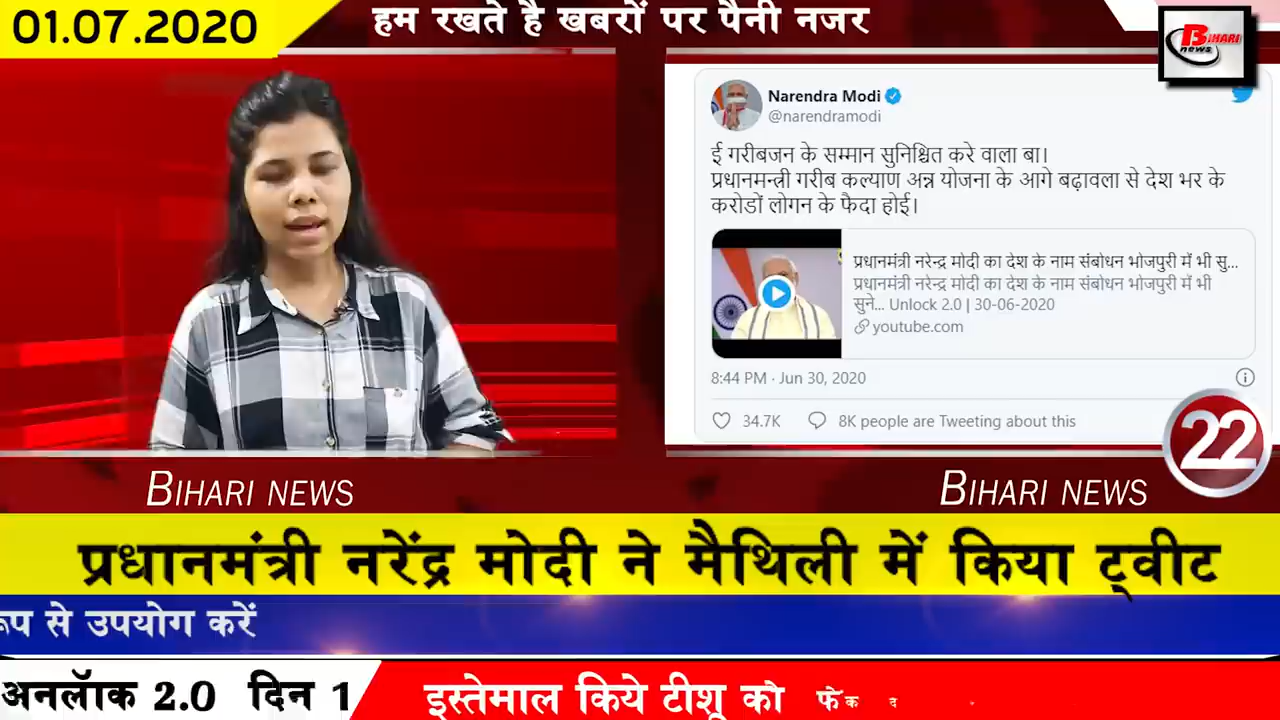 01.07.2020
हम रखते है खबरों पर पैनी नजर
BIHARI news
Narendra Modi
@narendramodi
ई गरीबजन के सम्मान सुनिश्चित करे वाला बा।
प्रधानमन्त्री गरीब कल्याण अन्न योजना के आगे बढ़ावला से देश भर के
करोडों लोगन के फैदा होई।
प्रधानमंत्री नरेन्द्र मोदी का देश के नाम संबोधन भोजपुरी में भी सु...
प्रधानमंत्री नरेन्द्र मोदी का देश के नाम संबोधन भोजपुरी में भी
सुने... Unlock 2.0 | 30-06-2020
youtube.com
8:44 PM · Jun 30, 2020
34.7K 8K people are Tweeting about this
22
BIHARI NEWS
BIHARI NEWS
प्रधानमंत्री नरेंद्र मोदी ने मैथिली में किया ट्वीट
रूप से उपयोग करें
अनलॅाक 2.0 दिन 1
इस्तेमाल किये टीशू को फेंक